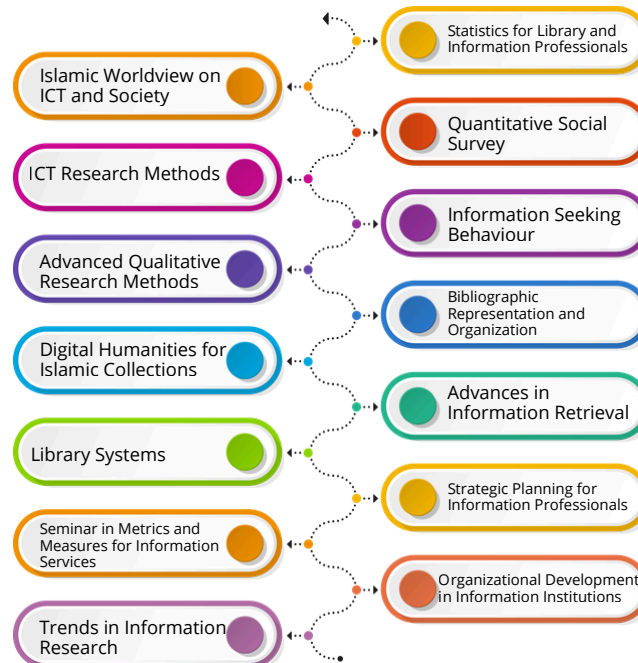 Statistics for Library and
Information Professionals
Islamic Worldview on
ICT and Society
Quantitative Social
Survey
ICT Research Methods
Information Seeking
Behaviour
Advanced Qualitative
Research Methods
Bibliographic
Representation and
Organization
Digital Humanities for
Islamic Collections
Advances in
Information Retrieval
Library Systems
Strategic Planning for
Information Professionals
Seminar in Metrics and
Measures for Information
Services
Organizational Development
in Information Institutions
Trends in Information
Research